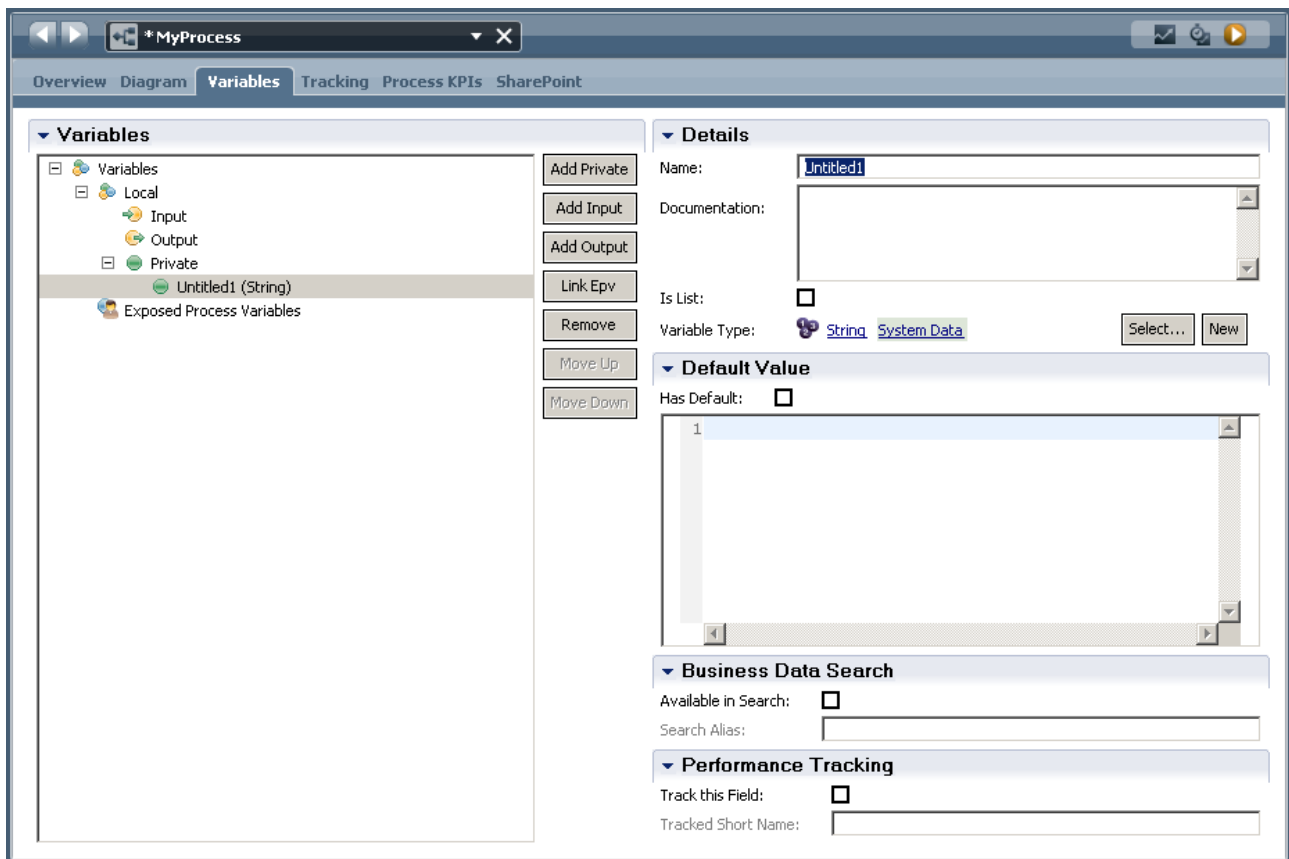 * MyProcess
Overview Diagram Variables Tracking Process KPIs SharePoint
Variables
Variables
Local
Input
Output
Private
Untitled1 (String)
Exposed Process Variables
Add Private
Add Input
Add Output
Link Epv
Remove
Move Up
Move Down
Details
Name: Untitled1
Documentation:
Is List:
Variable Type: String System Data Select... New
Default Value
Has Default:
1
Business Data Search
Available in Search:
Search Alias:
Performance Tracking
Track this Field:
Tracked Short Name: